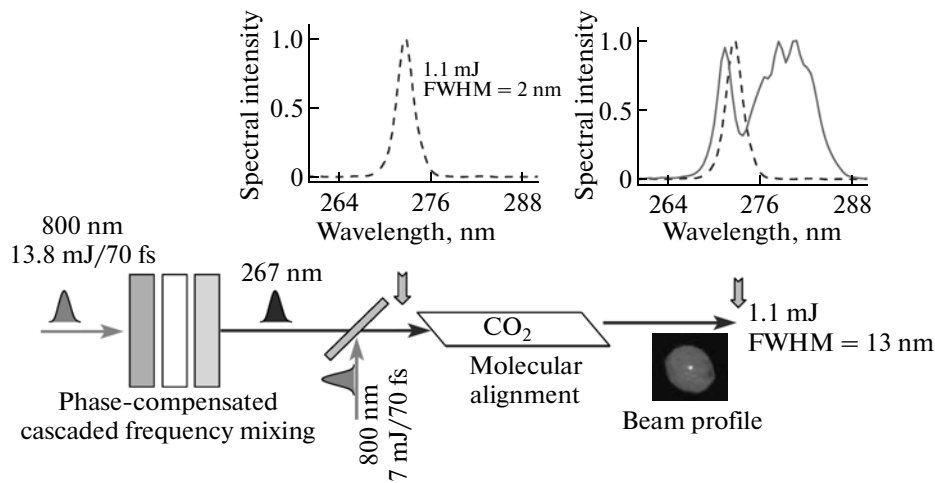 Spectral intensity
1.0
0.5
0
1.1 mJ
FWHM = 2 nm
264 276 288
Wavelength, nm
Spectral intensity
1.0
0.5
0
264 276 288
Wavelength, nm
800 nm
13.8 mJ/70 fs
267 nm
Phase-compensated
cascaded frequency mixing
800 nm
7 mJ/70 fs
CO2
Molecular
alignment
1.1 mJ
FWHM = 13 nm
Beam profile